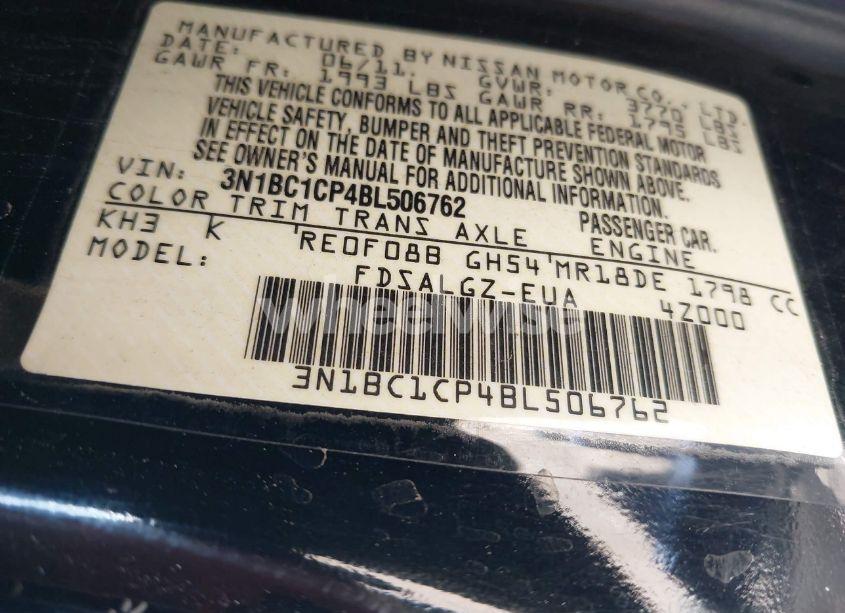 MANUFACTURED BY NISSAN MOTOR CO., LTD.
DATE: 06/11. GVWR: 3770 LBS
GAWR FR: 1993 LBS GAWR RR: 1795 LBS
THIS VEHICLE CONFORMS TO ALL APPLICABLE FEDERAL MOTOR
VEHICLE SAFETY, BUMPER AND THEFT PREVENTION STANDARDS
IN EFFECT ON THE DATE OF MANUFACTURE SHOWN ABOVE.
SEE OWNER'S MANUAL FOR ADDITIONAL INFORMATION.
VIN: 3N1BC1CP4BL506762 PASSENGER CAR.
COLOR TRIM TRANS AXLE ENGINE
KH3 K RE0F08B GH54 MR18DE 1798 CC
MODEL: FDSALGZ-EUA 4Z000
wheelwise
3N1BC1CP4BL506762